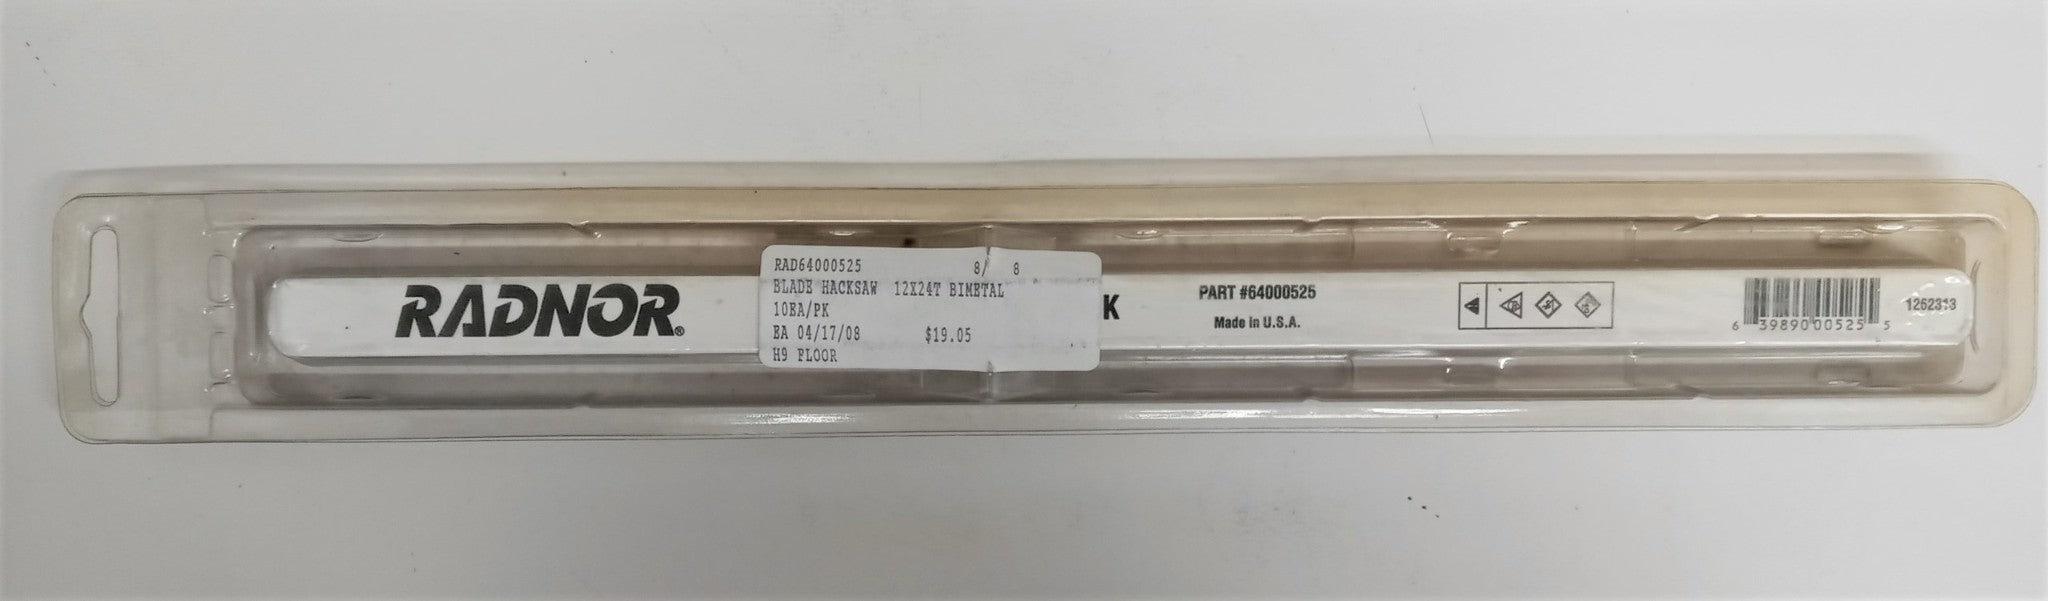 RADNOR®
RAD64000525 8/ 8
BLADE HACKSAW 12X24T BIMETAL
10EA/PK
EA 04/17/08 $19.05
H9 FLOOR
K
PART #64000525
Made in U.S.A.
6 39890 00525 5
1262313